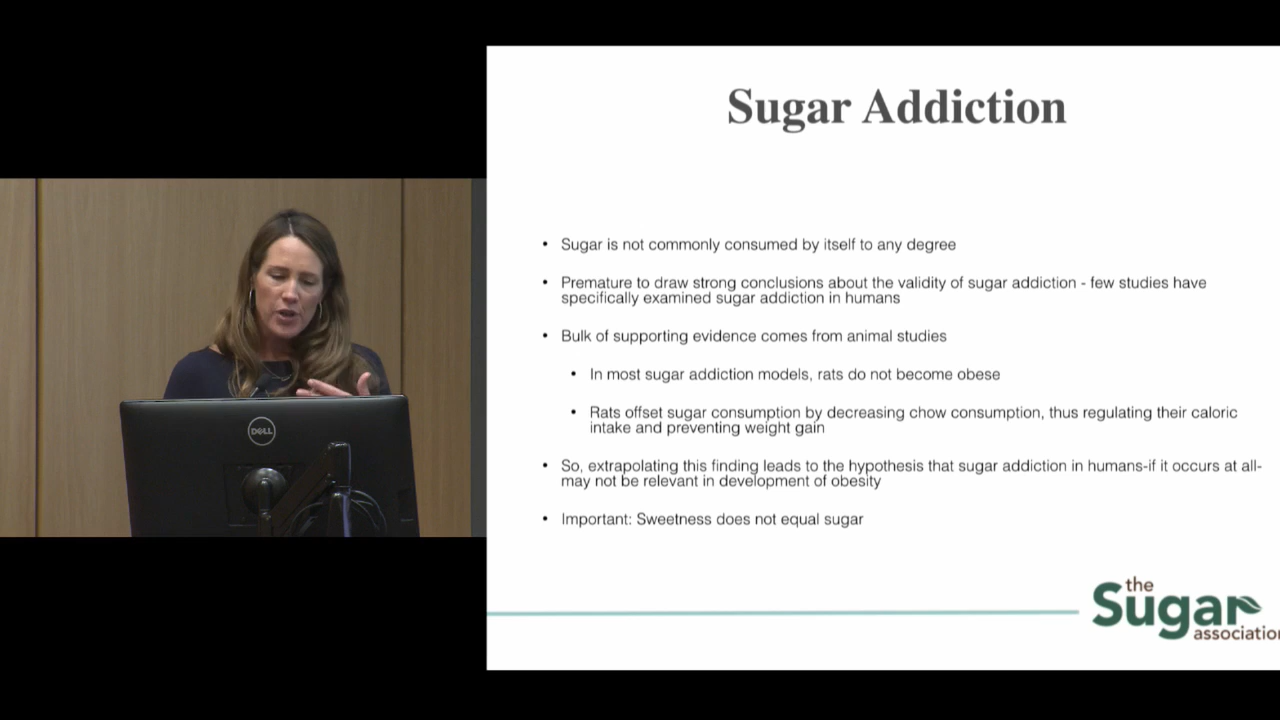 Sugar Addiction
• Sugar is not commonly consumed by itself to any degree
• Premature to draw strong conclusions about the validity of sugar addiction - few studies have
specifically examined sugar addiction in humans
• Bulk of supporting evidence comes from animal studies
• In most sugar addiction models, rats do not become obese
• Rats offset sugar consumption by decreasing chow consumption, thus regulating their caloric
intake and preventing weight gain
• So, extrapolating this finding leads to the hypothesis that sugar addiction in humans-if it occurs at all-
may not be relevant in development of obesity
• Important: Sweetness does not equal sugar
the
Sugar
association
DELL